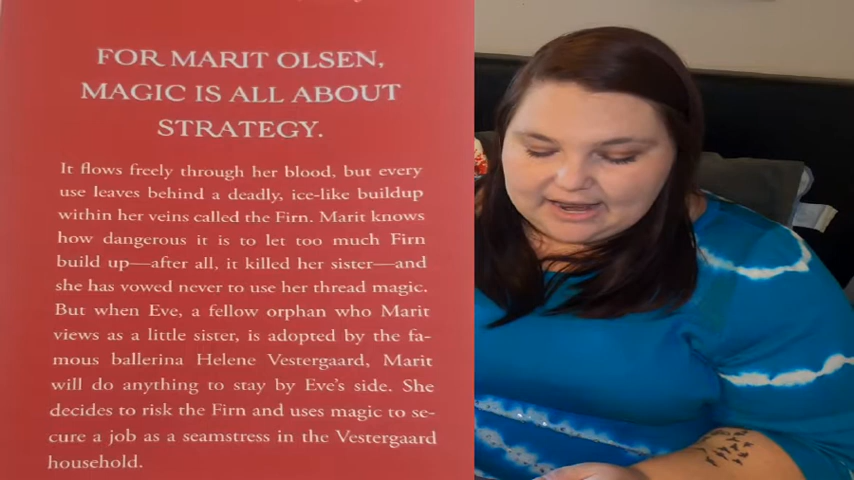 FOR MARIT OLSEN,
MAGIC IS ALL ABOUT
STRATEGY.
It flows freely through her blood, but every
use leaves behind a deadly, ice-like buildup
within her veins called the Firn. Marit knows
how dangerous it is to let too much Firn
build up—after all, it killed her sister—and
she has vowed never to use her thread magic.
But when Eve, a fellow orphan who Marit
views as a little sister, is adopted by the fa-
mous ballerina Helene Vestergaard, Marit
will do anything to stay by Eve's side. She
decides to risk the Firn and uses magic to se-
cure a job as a seamstress in the Vestergaard
household.